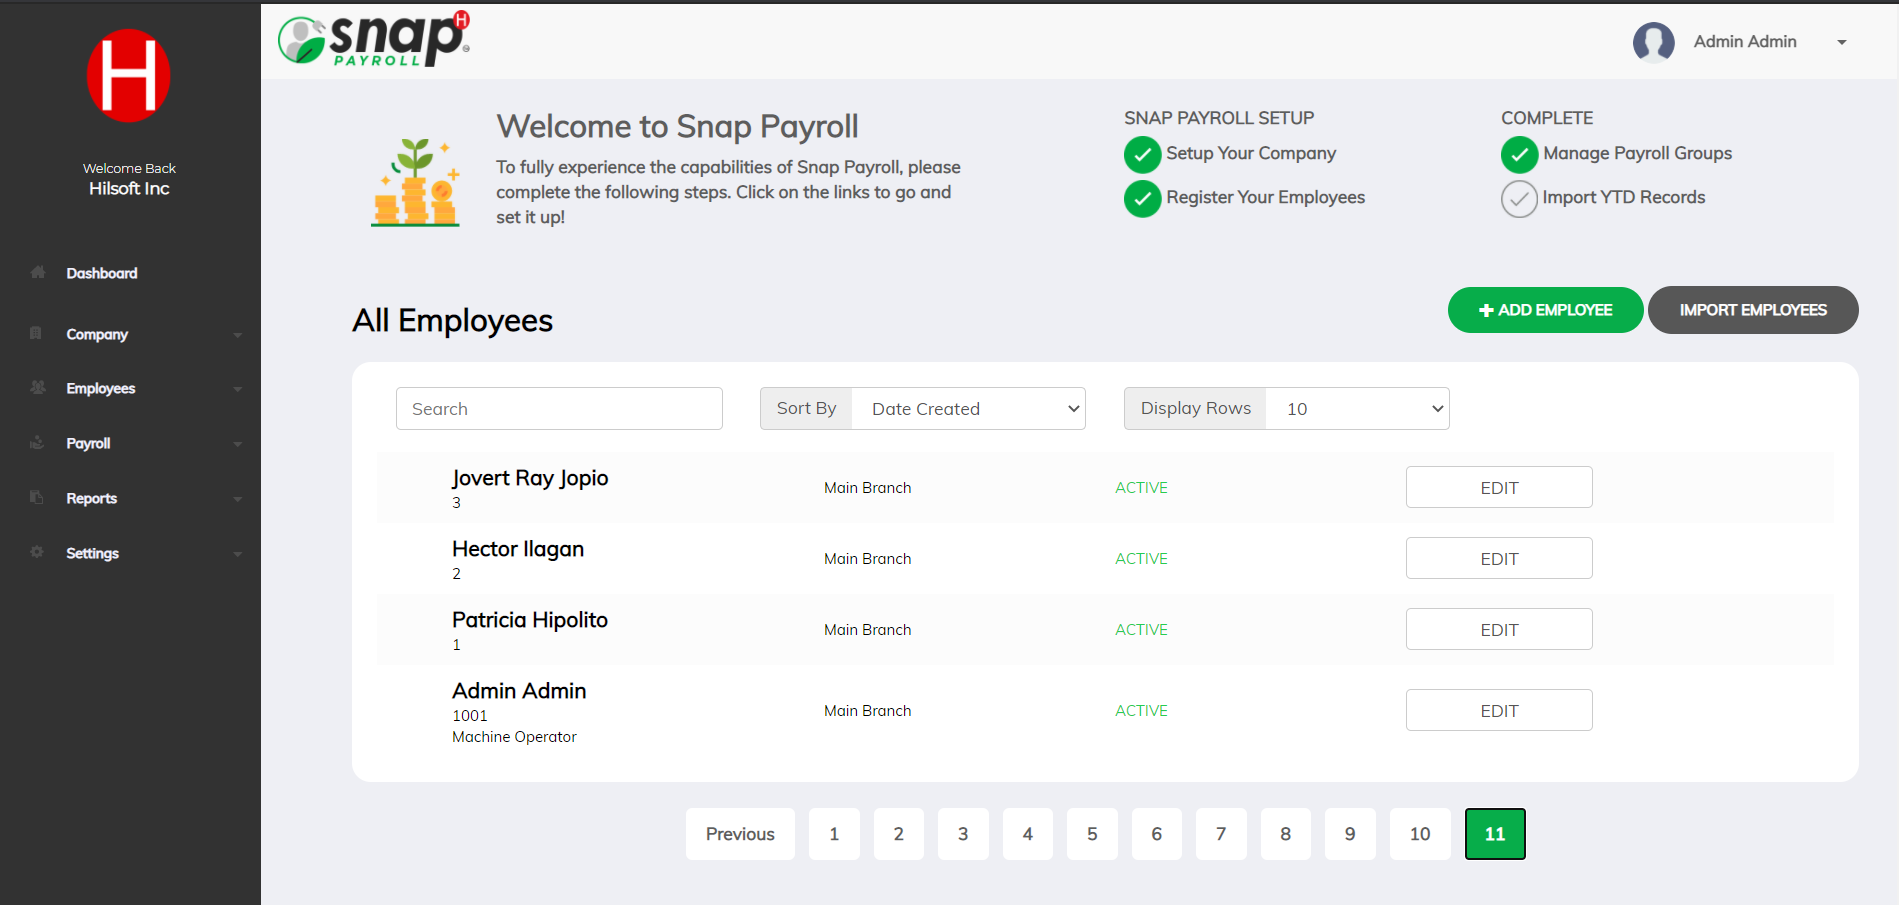 H
Welcome Back
Hilsoft Inc
Dashboard
Company
Employees
Payroll
Reports
Settings
snap H
PAYROLL
Admin Admin
Welcome to Snap Payroll
To fully experience the capabilities of Snap Payroll, please
complete the following steps. Click on the links to go and
set it up!
SNAP PAYROLL SETUP
Setup Your Company
Register Your Employees
COMPLETE
Manage Payroll Groups
Import YTD Records
All Employees
ADD EMPLOYEE
IMPORT EMPLOYEES
Search
Sort By Date Created
Display Rows 10
Jovert Ray Jopio
3
Main Branch
ACTIVE
EDIT
Hector Ilagan
2
Main Branch
ACTIVE
EDIT
Patricia Hipolito
1
Main Branch
ACTIVE
EDIT
Admin Admin
1001
Machine Operator
Main Branch
ACTIVE
EDIT
Previous 1 2 3 4 5 6 7 8 9 10 11